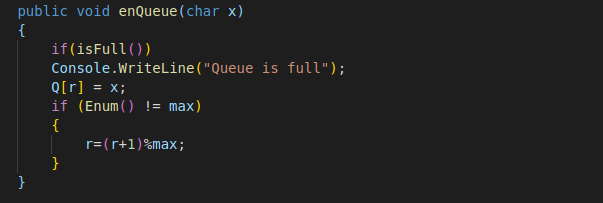 public void enQueue(char x)
{
if(isFull())
Console.WriteLine("Queue is full");
Q[r] = x;
if (Enum() != max)
{
r=(r+1)%max;
}
}